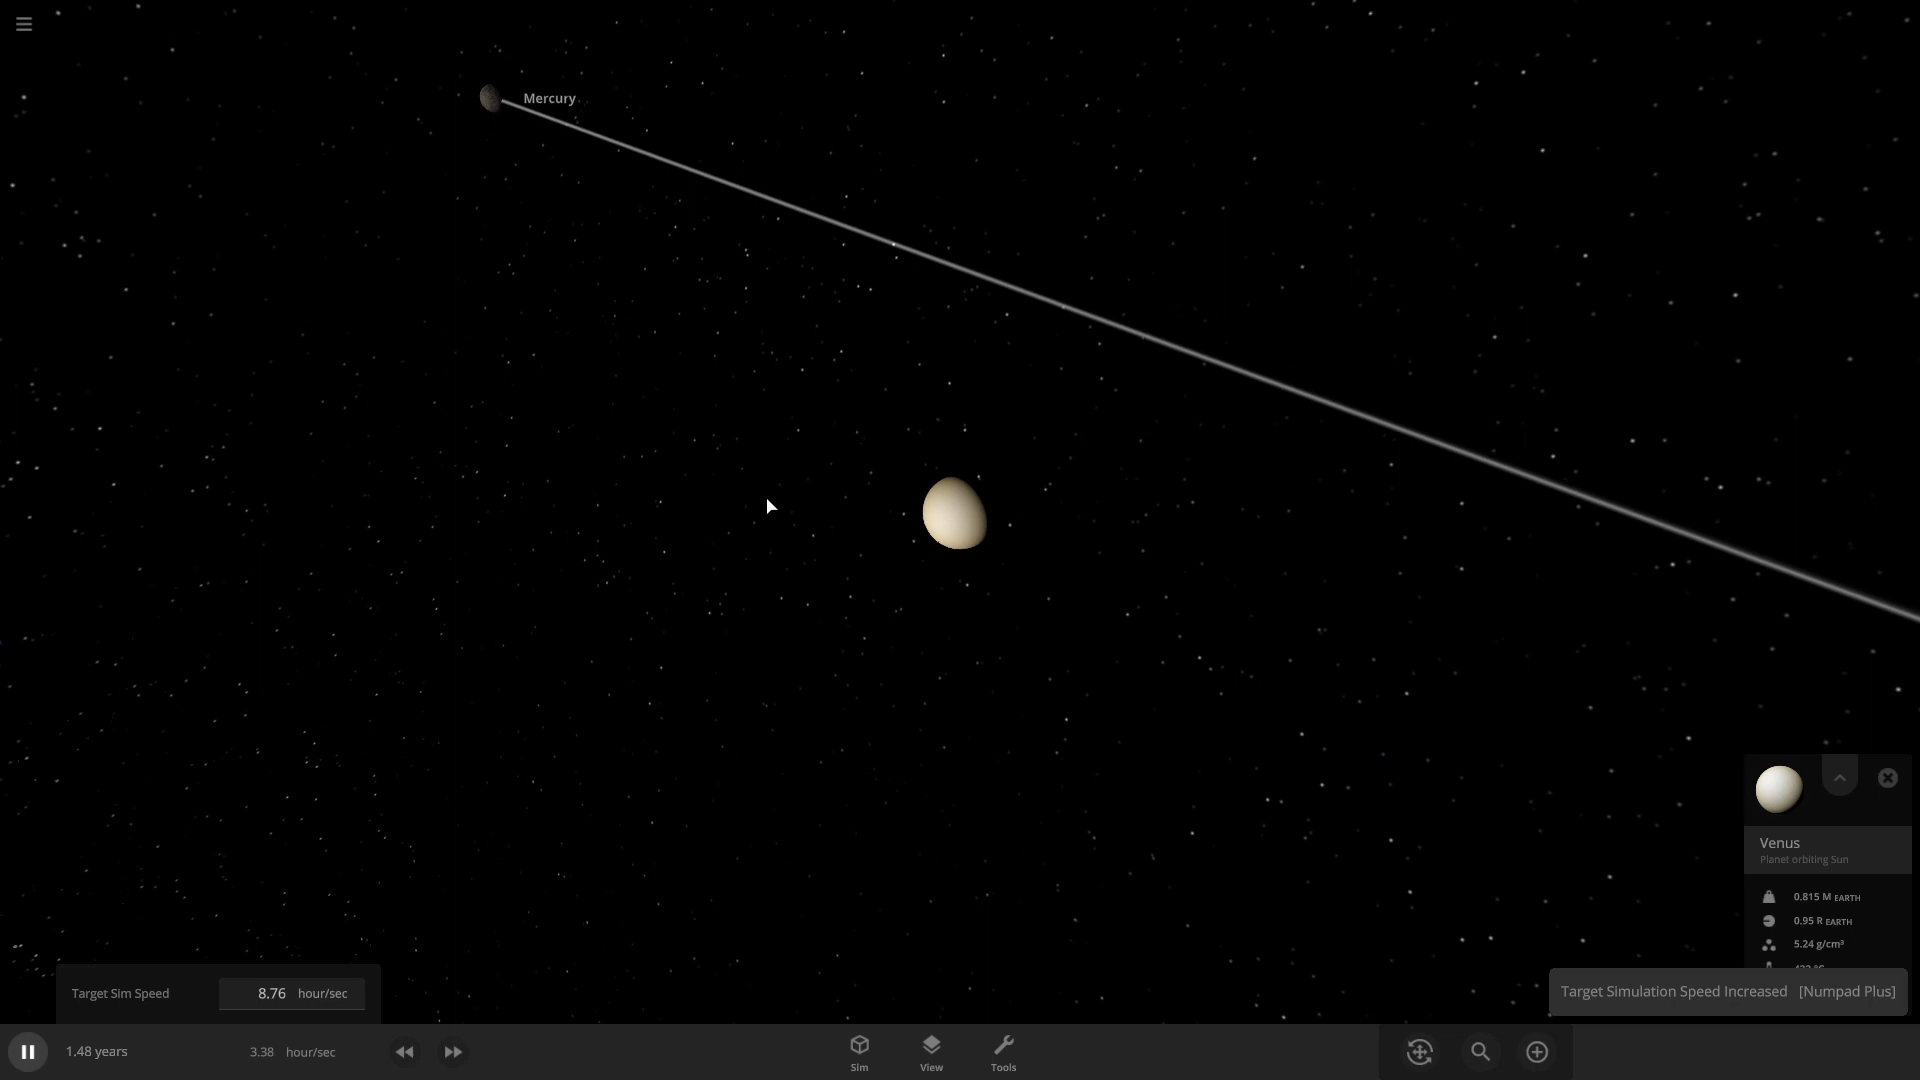 Mercury
Venus
Planet orbiting Sun
0.815 M EARTH
0.95 R EARTH
5.24 g/cm³
Target Sim Speed 8.76 hour/sec
Target Simulation Speed Increased [Numpad Plus]
1.48 years 3.38 hour/sec
Sim View Tools